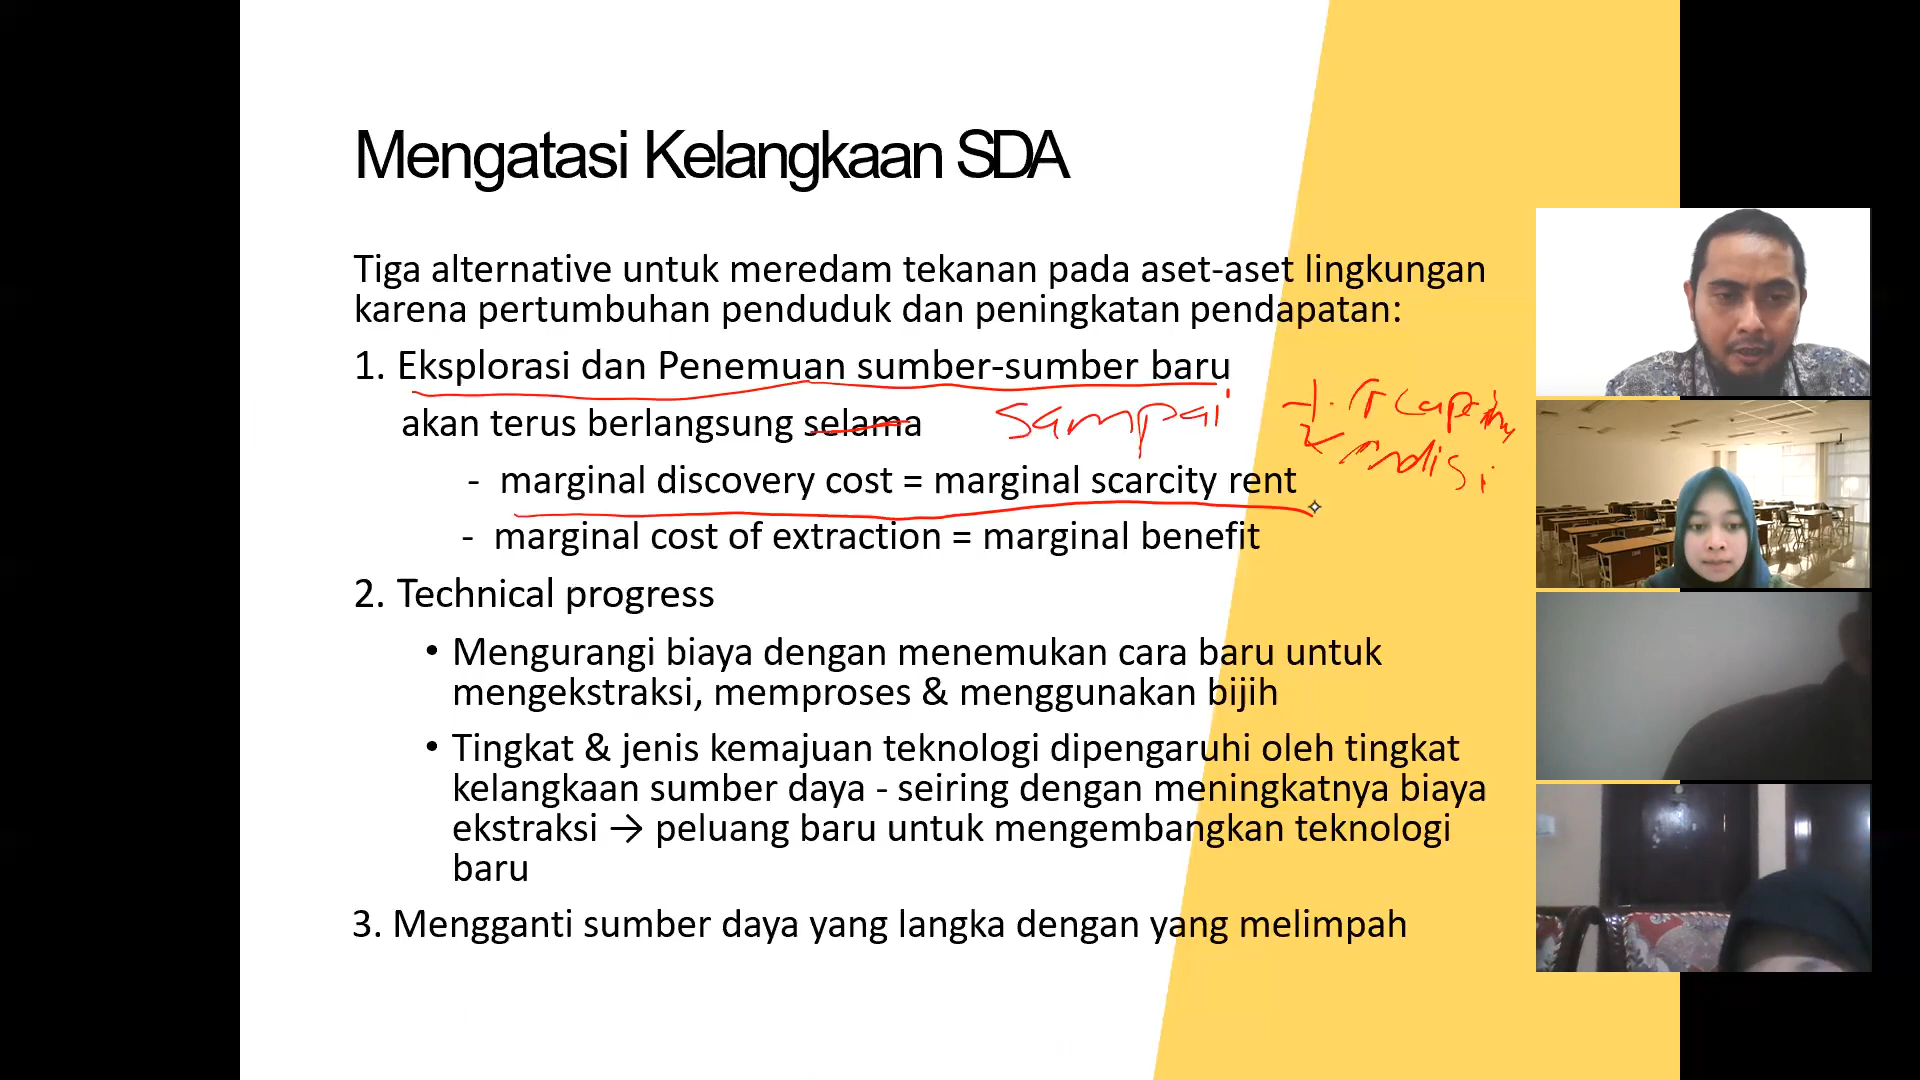 Mengatasi Kelangkaan SDA
Tiga alternative untuk meredam tekanan pada aset-aset lingkungan
karena pertumbuhan penduduk dan peningkatan pendapatan:
1. Eksplorasi dan Penemuan sumber-sumber baru
akan terus berlangsung selama sampai
- marginal discovery cost = marginal scarcity rent
- marginal cost of extraction = marginal benefit
2. Technical progress
• Mengurangi biaya dengan menemukan cara baru untuk
mengekstraksi, memproses & menggunakan bijih
• Tingkat & jenis kemajuan teknologi dipengaruhi oleh tingkat
kelangkaan sumber daya - seiring dengan meningkatnya biaya
ekstraksi → peluang baru untuk mengembangkan teknologi
baru
3. Mengganti sumber daya yang langka dengan yang melimpah